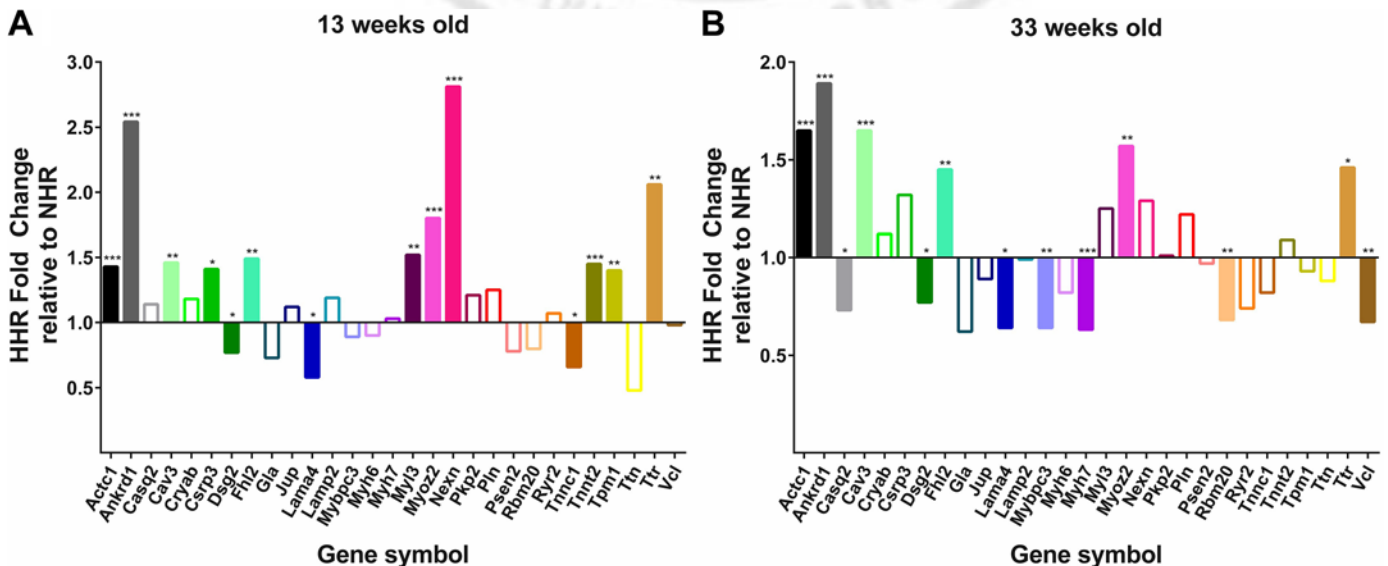 A
13 weeks old
HHR Fold Change
relative to NHR
3.0
2.5
2.0
1.5
1.0
0.5
***
***
**
*
*
**
*
**
***
***
*
***
**
**
Actc1
Ankrd1
Casq2
Cav3
Cryab
Csrp3
Dsg2
Fhl2
Gla
Jup
Lama4
Lamp2
Mybpc3
Myh6
Myh7
Myl3
Myoz2
Nexn
Pkp2
Pln
Psen2
Rbm20
Ryr2
Tnnc1
Tnnt2
Tpm1
Ttn
Ttr
Vcl
Gene symbol
B
33 weeks old
HHR Fold Change
relative to NHR
2.0
1.5
1.0
0.5
***
***
*
***
*
**
*
**
***
**
**
*
**
Actc1
Ankrd1
Casq2
Cav3
Cryab
Csrp3
Dsg2
Fhl2
Gla
Jup
Lama4
Lamp2
Mybpc3
Myh6
Myh7
Myl3
Myoz2
Nexn
Pkp2
Pln
Psen2
Rbm20
Ryr2
Tnnc1
Tnnt2
Tpm1
Ttn
Ttr
Vcl
Gene symbol